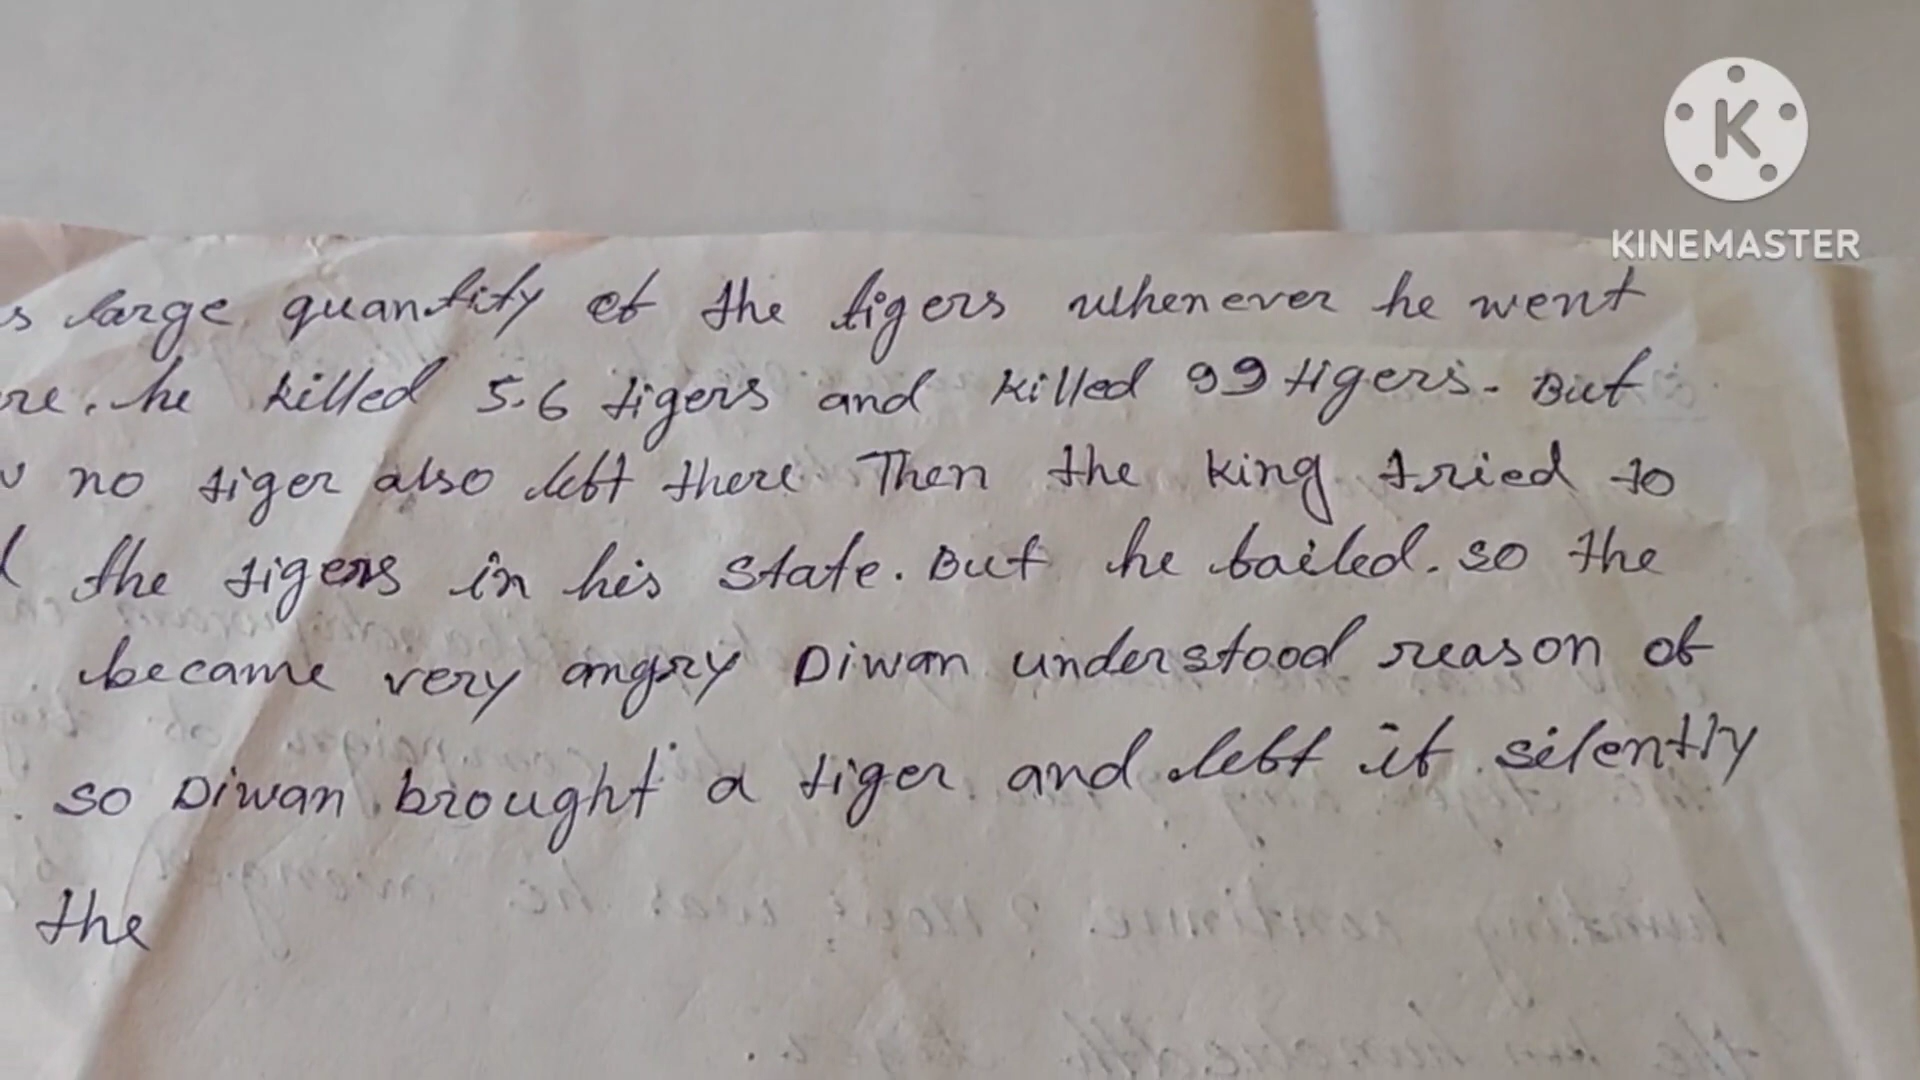 KINEMASTER
large quantity of the tigers whenever he went
he killed 5.6 tigers and killed 99 tigers. But
no tiger also left there. Then the king tried to
the tigers in his state. But he failed. so the
became very angry Diwan understood reason of
so Diwan brought a tiger and left it silently
the